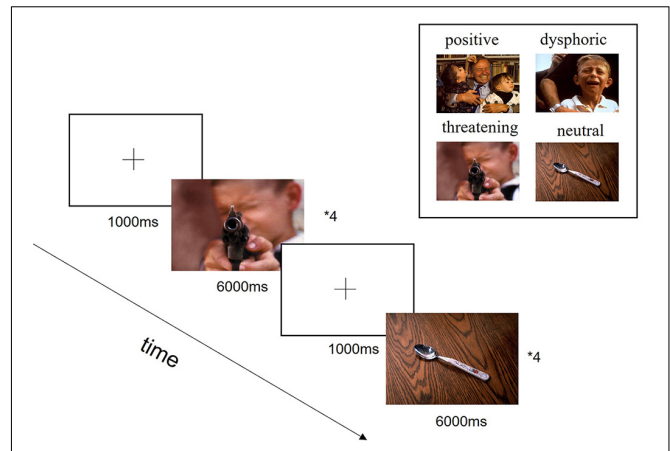 positive dysphoric
threatening neutral
1000ms
*4
6000ms
1000ms
*4
6000ms
time